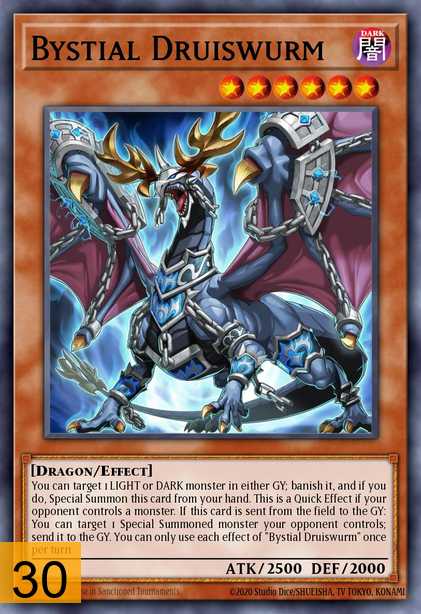 Bystial Druiswurm
DARK
闇
[Dragon/Effect]
You can target 1 LIGHT or DARK monster in either GY; banish it, and if you
do, Special Summon this card from your hand. This is a Quick Effect if your
opponent controls a monster. If this card is sent from the field to the GY:
You can target 1 Special Summoned monster your opponent controls;
send it to the GY. You can only use each effect of "Bystial Druiswurm" once
per turn
ATK/2500 DEF/2000
30
Use in Sanctioned Tournaments
©2020 Studio Dice/SHUEISHA, TV TOKYO, KONAMI